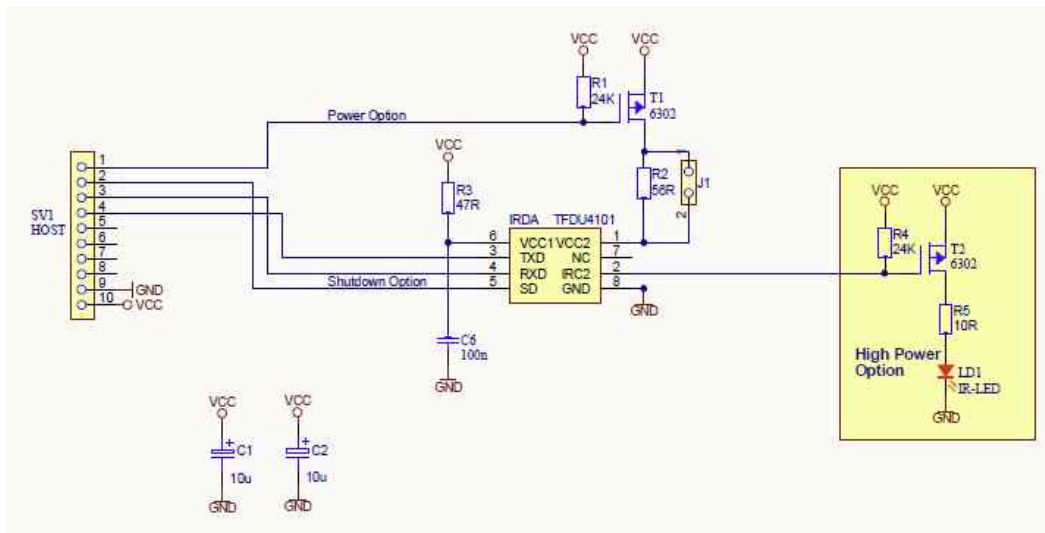 VCC
VCC
R1
24K
T1
6302
Power Option
VCC
1
R2
56R
J1
2
R3
47R
SV1
HOST
1
2
3
4
5
6
7
8
9
10
GND
VCC
IRDA TFDU4101
6 VCC1 VCC2 1
3 TXD NC 7
4 RXD IRC2 2
5 SD GND 8
Shutdown Option
GND
C6
100n
GND
VCC
VCC
R4
24K
T2
6302
R5
10R
High Power
Option
LD1
IR-LED
GND
VCC
+
C1
10u
GND
VCC
+
C2
10u
GND